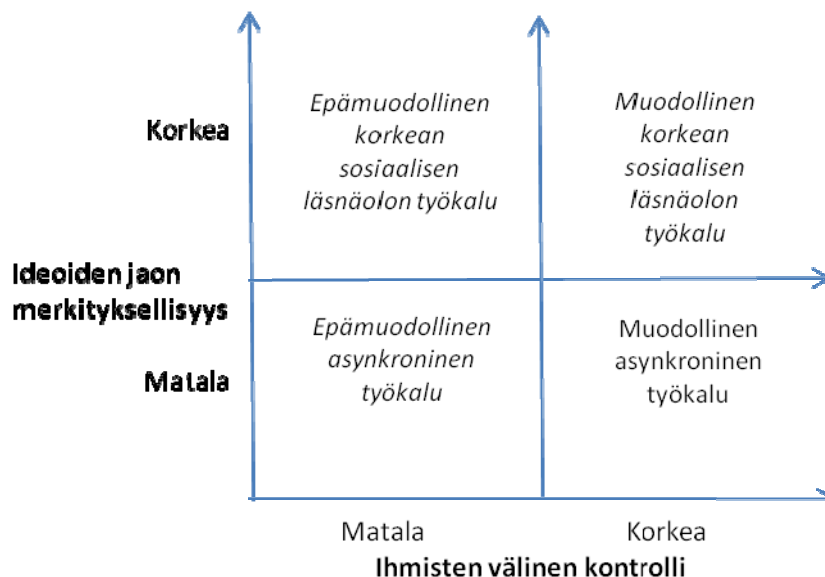 Korkea
Epämuodollinen
korkean
sosiaalisen
läsnäolon työkalu
Muodollinen
korkean
sosiaalisen
läsnäolon
työkalu
Ideoiden jaon
merkityksellisyys
Matala
Epämuodollinen
asynkroninen
työkalu
Muodollinen
asynkroninen
työkalu
Matala
Korkea
Ihmisten välinen kontrolli